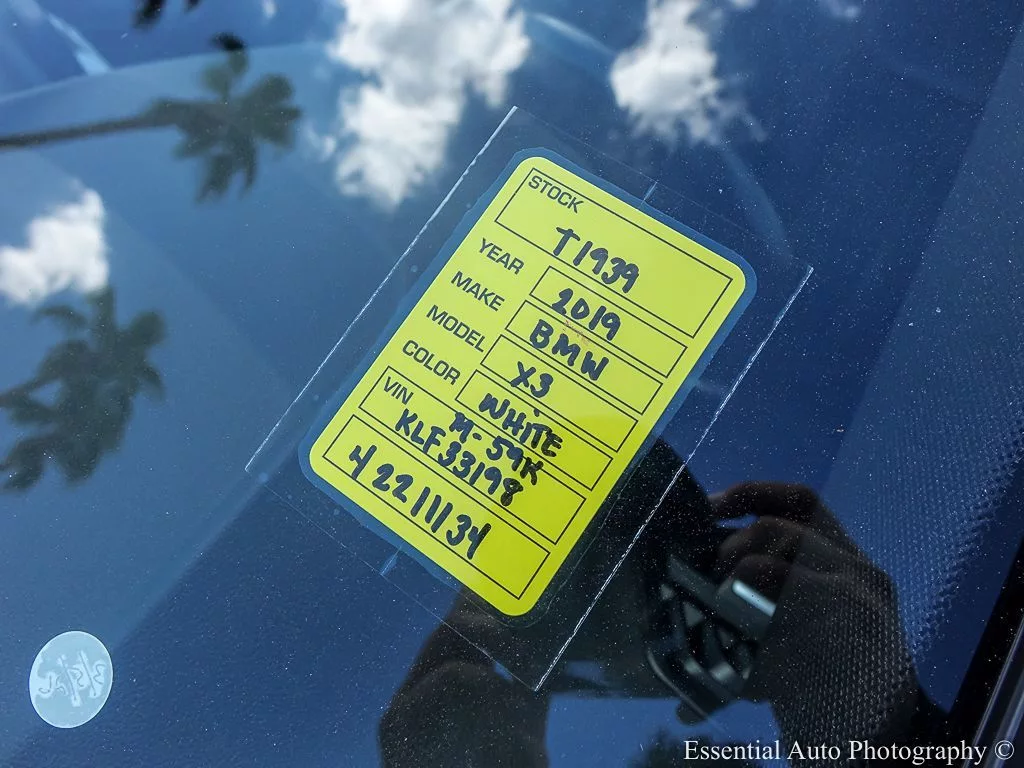 STOCK
T1939
YEAR 2019
MAKE BMW
MODEL X3
COLOR WHITE
M-59K
VIN KLF33198
42211134
Essential Auto Photography ©